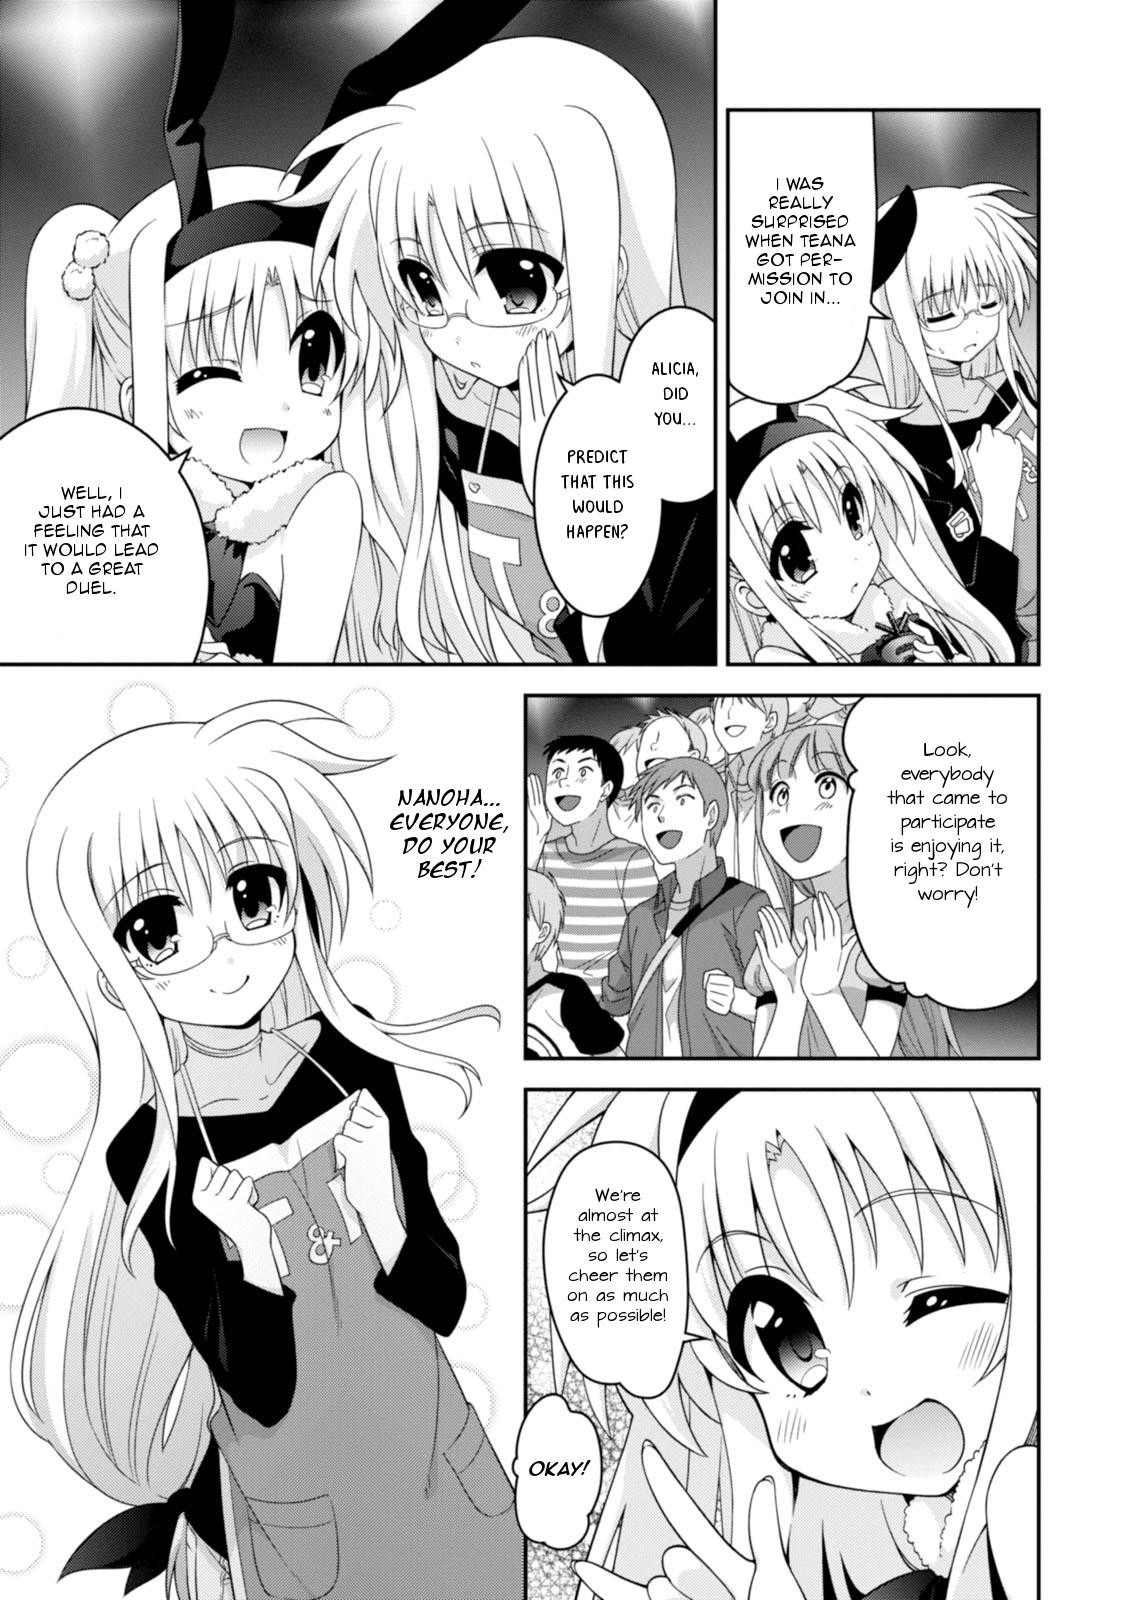 I WAS
REALLY
SURPRISED
WHEN TEANA
GOT PER-
MISSION TO
JOIN IN...
ALICIA,
DID
YOU...
PREDICT
THAT THIS
WOULD
HAPPEN?
WELL, I
JUST HAD A
FEELING THAT
IT WOULD LEAD
TO A GREAT
DUEL.
Look,
everybody
that came to
participate
is enjoying it,
right? Don't
worry!
We're
almost at
the climax,
so let's
cheer them
on as much
as possible!
OKAY!
NANOHA...
EVERYONE,
DO YOUR
BEST!